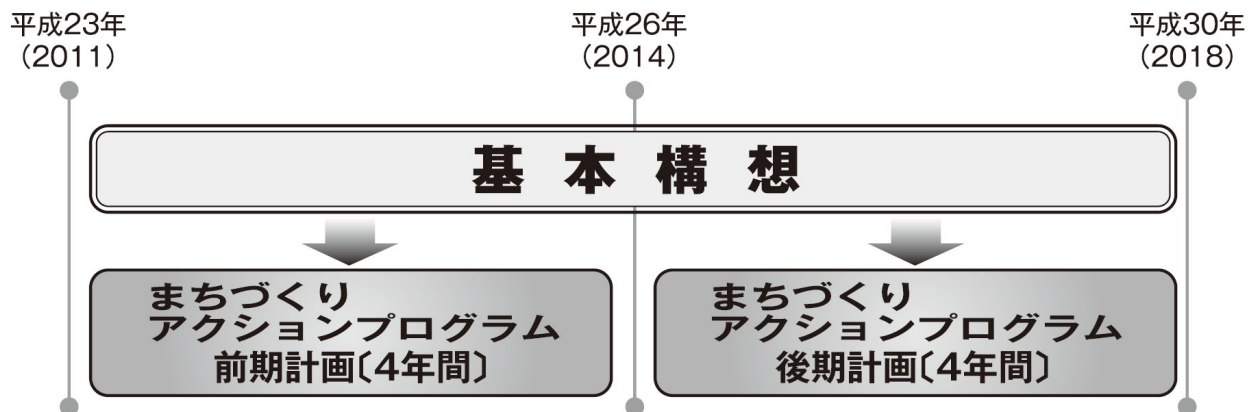 平成23年
(2011)
平成26年
(2014)
平成30年
(2018)
基本構想
まちづくり
アクションプログラム
前期計画〔4年間〕
まちづくり
アクションプログラム
後期計画〔4年間〕